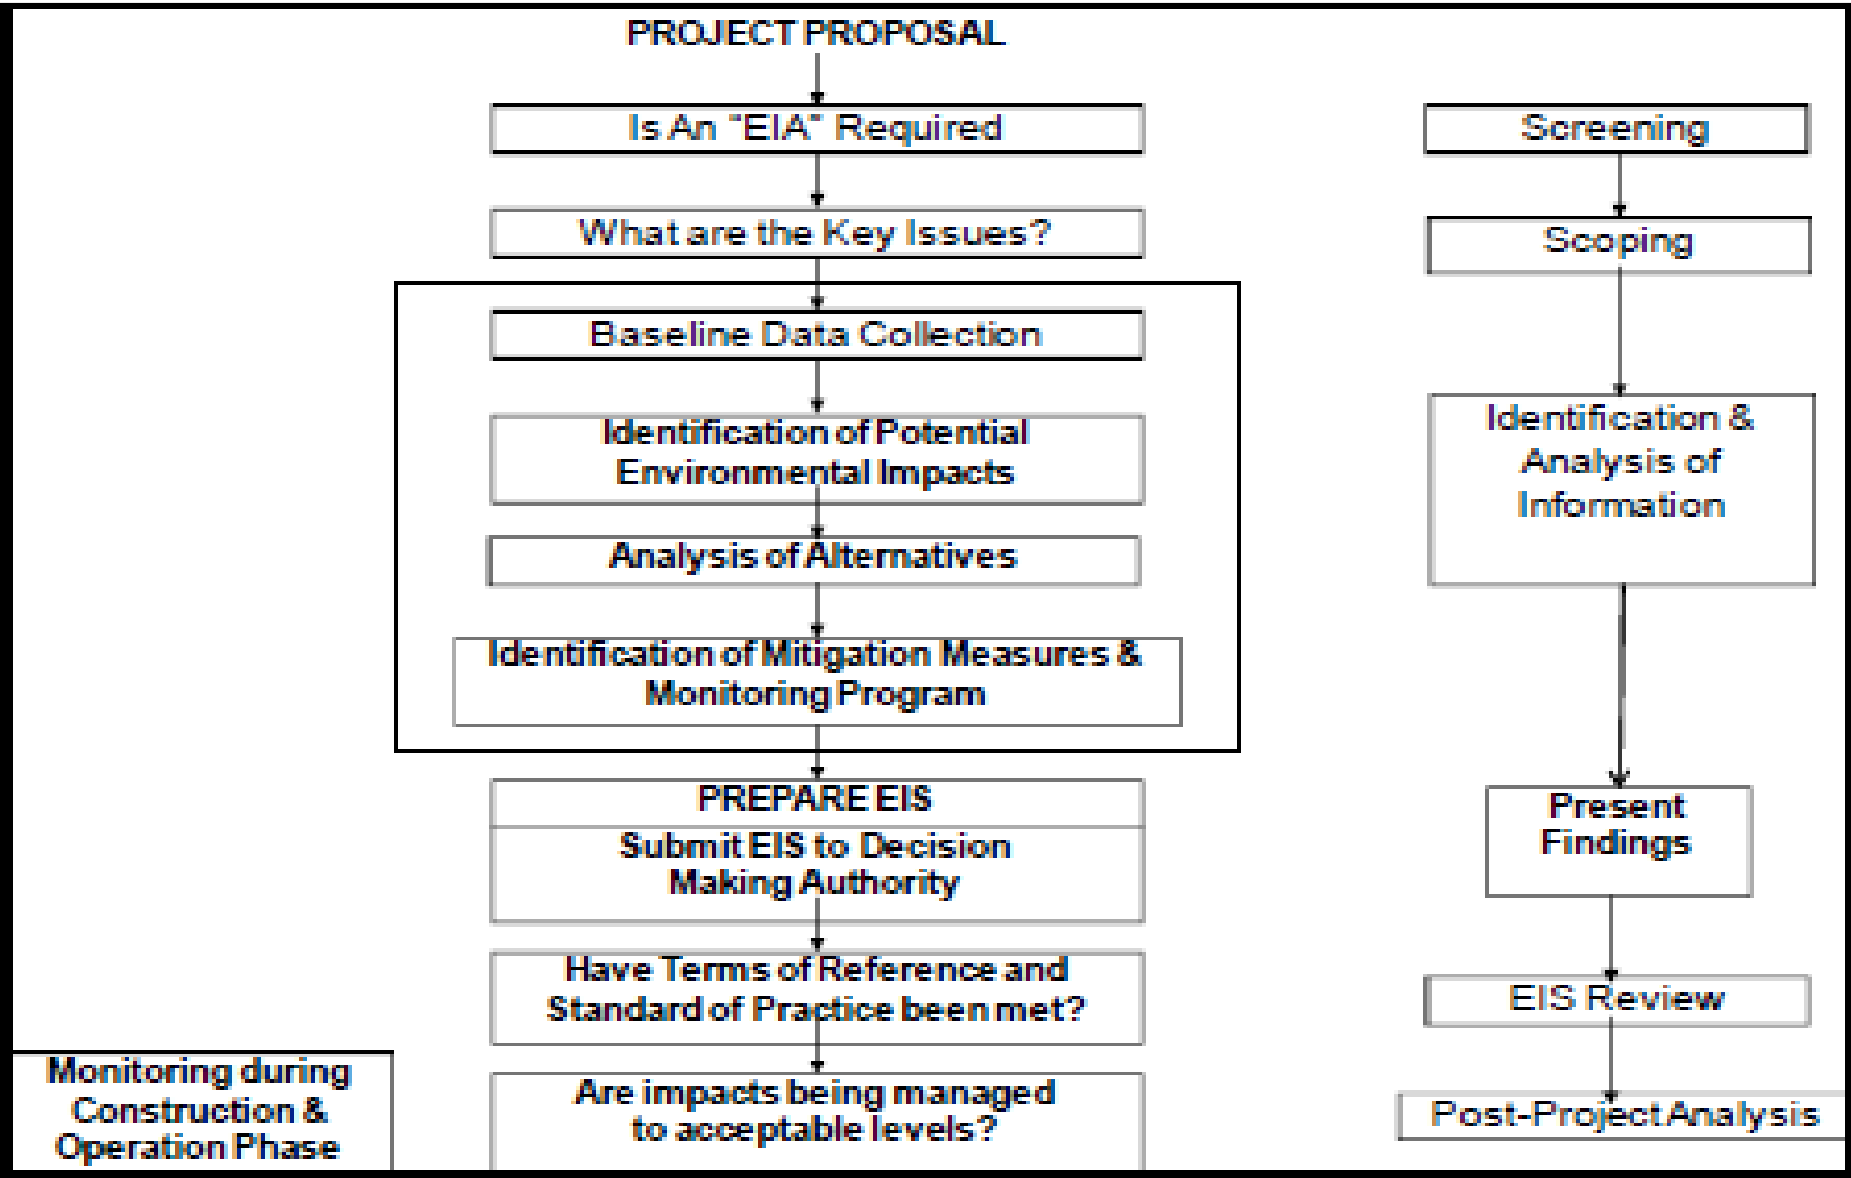 PROJECT PROPOSAL
Is An "EIA" Required
What are the Key Issues?
Baseline Data Collection
Identification of Potential
Environmental Impacts
Analysis of Alternatives
Identification of Mitigation Measures &
Monitoring Program
PREPARE EIS
Submit EIS to Decision
Making Authority
Have Terms of Reference and
Standard of Practice been met?
Are impacts being managed
to acceptable levels?
Monitoring during
Construction &
Operation Phase
Screening
Scoping
Identification &
Analysis of
Information
Present
Findings
EIS Review
Post-Project Analysis